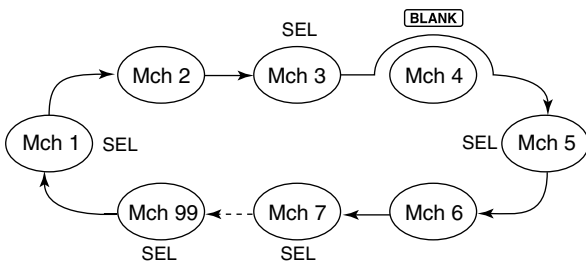 BLANK
SEL
Mch 2
Mch 3
Mch 4
Mch 1
SEL
SEL
Mch 5
Mch 99
Mch 7
Mch 6
SEL
SEL